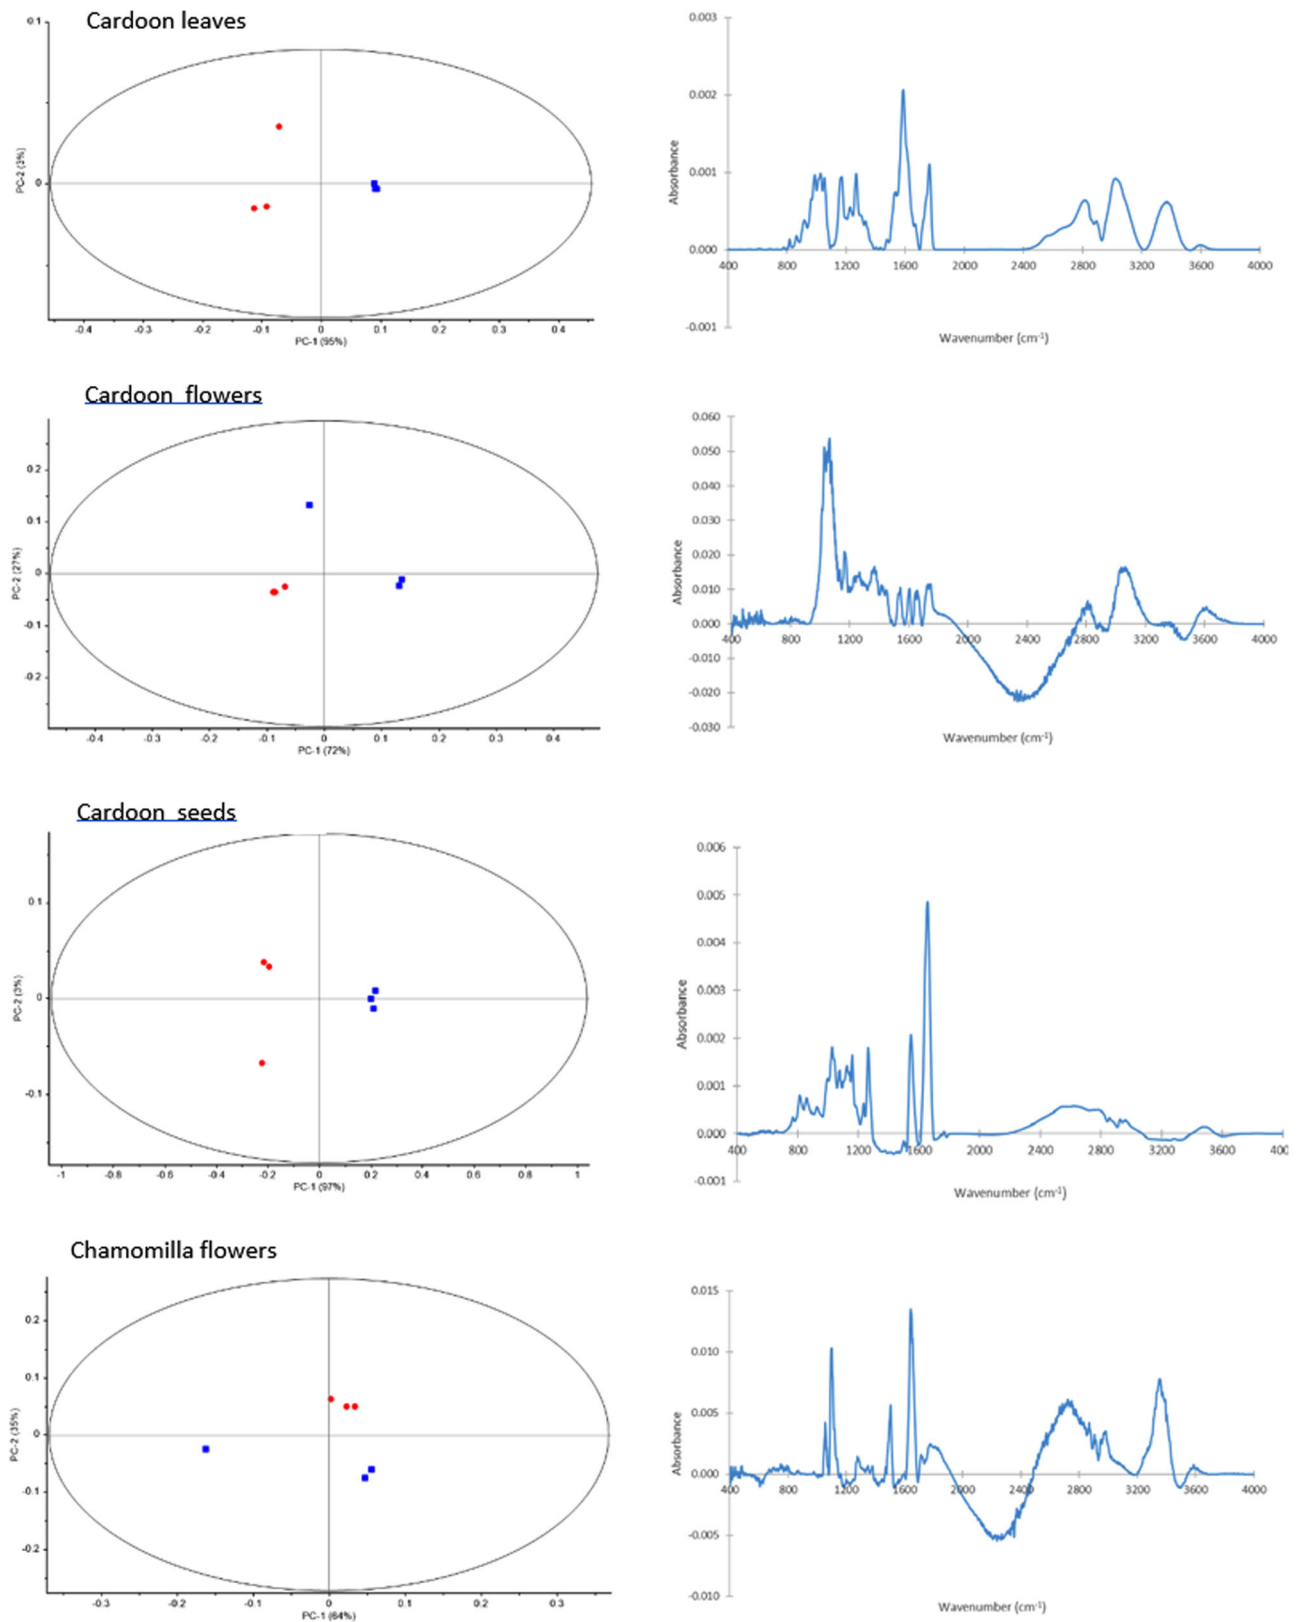 Cardoon leaves
0.1
0
PC-2 (3%)
-0.4 -0.3 -0.2 -0.1 0 0.1 0.2 0.3 0.4
PC-1 (95%)
0.003
0.002
0.001
0.000
-0.001
Absorbance
400 800 1200 1600 2000 2400 2800 3200 3600 4000
Wavenumber (cm-1)
Cardoon flowers
0.2
0.1
0
-0.1
-0.2
PC-2 (27%)
-0.4 -0.3 -0.2 -0.1 0 0.1 0.2 0.3 0.4
PC-1 (72%)
0.060
0.050
0.040
0.030
0.020
0.010
0.000
-0.010
-0.020
-0.030
Absorbance
400 800 1200 1600 2000 2400 2800 3200 3600 4000
Wavenumber (cm-1)
Cardoon seeds
0.1
0
-0.1
PC-2 (3%)
-1 -0.8 -0.6 -0.4 -0.2 0 0.2 0.4 0.6 0.8 1
PC-1 (97%)
0.006
0.005
0.004
0.003
0.002
0.001
0.000
-0.001
Absorbance
400 800 1200 1600 2000 2400 2800 3200 3600 400
Wavenumber (cm-1)
Chamomilla flowers
0.2
0.1
0
-0.1
-0.2
PC-2 (35%)
-0.3 -0.2 -0.1 0 0.1 0.2 0.3
PC-1 (64%)
0.015
0.010
0.005
0.000
-0.005
-0.010
Absorbance
400 800 1200 1600 2000 2400 2800 3200 3600 4000
Wavenumber (cm-1)